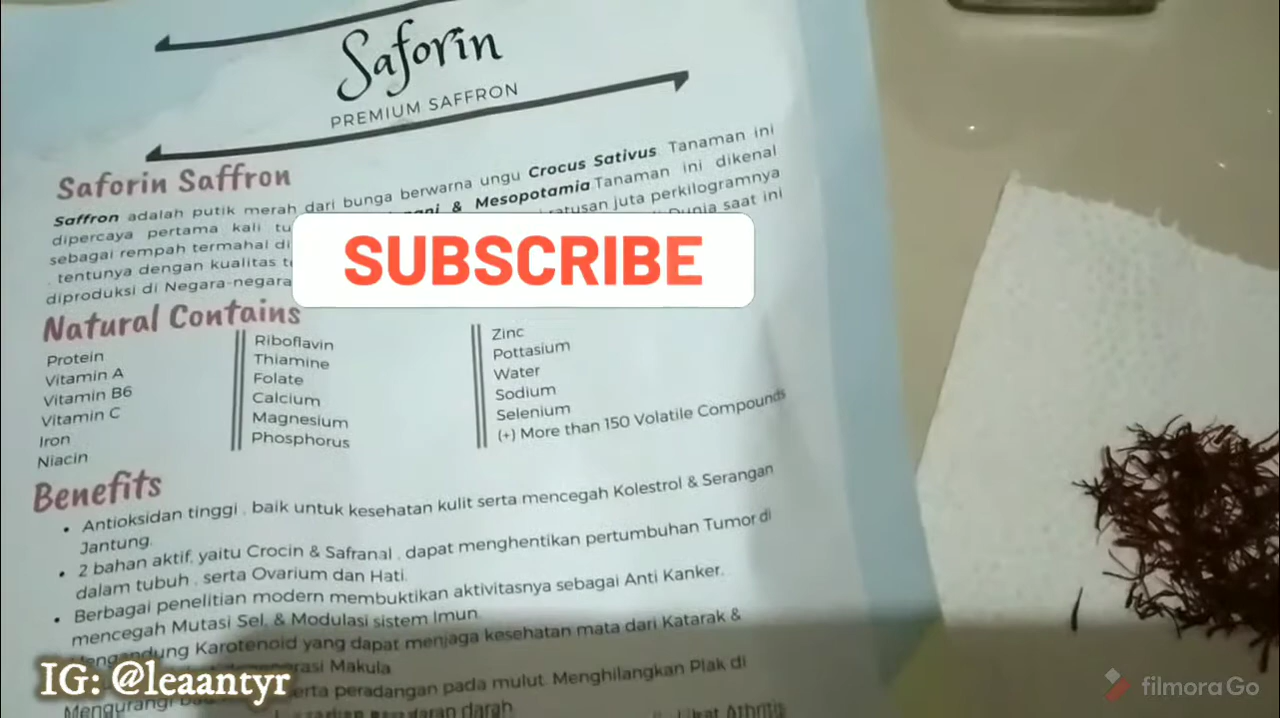 Saforin
PREMIUM SAFFRON
Saforin Saffron
Saffron adalah putik merah dari bunga berwarna ungu Crocus Sativus. Tanaman ini
dipercaya pertama kali & Mesopotamia. Tanaman ini dikenal
sebagai rempah termahal di ratusan juta perkilogramnya
tentunya dengan kualitas Dunia saat ini
diproduksi di Negara-negara
SUBSCRIBE
Natural Contains
Protein
Vitamin A
Vitamin B6
Vitamin C
Iron
Niacin
Riboflavin
Thiamine
Folate
Calcium
Magnesium
Phosphorus
Zinc
Pottasium
Water
Sodium
Selenium
(+) More than 150 Volatile Compounds
Benefits
• Antioksidan tinggi , baik untuk kesehatan kulit serta mencegah Kolestrol & Serangan
Jantung.
• 2 bahan aktif, yaitu Crocin & Safranal , dapat menghentikan pertumbuhan Tumor di
dalam tubuh , serta Ovarium dan Hati.
• Berbagai penelitian modern membuktikan aktivitasnya sebagai Anti Kanker,
mencegah Mutasi Sel, & Modulasi sistem Imun.
Mengandung Karotenoid yang dapat menjaga kesehatan mata dari Katarak &
Makula.
Mengurangi serta peradangan pada mulut. Menghilangkan Plak di
darah
IG: @leaantyr
filmora Go